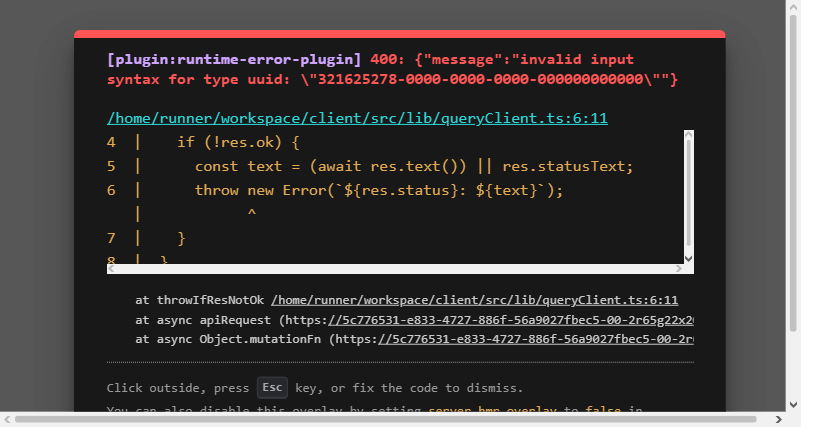 [plugin:runtime-error-plugin] 400: {"message":"invalid input
syntax for type uuid: \"321625278-0000-0000-0000-000000000000\""}
/home/runner/workspace/client/src/lib/queryClient.ts:6:11
4 | if (!res.ok) {
5 | const text = (await res.text()) || res.statusText;
6 | throw new Error(`${res.status}: ${text}`);
| ^
7 | }
8 | }
at throwIfResNotOk /home/runner/workspace/client/src/lib/queryClient.ts:6:11
at async apiRequest (https://5c776531-e833-4727-886f-56a9027fbec5-00-2r65g22x2
at async Object.mutationFn (https://5c776531-e833-4727-886f-56a9027fbec5-00-2r
Click outside, press Esc key, or fix the code to dismiss.
You can also disable this overlay by setting server.hmr.overlay to false in